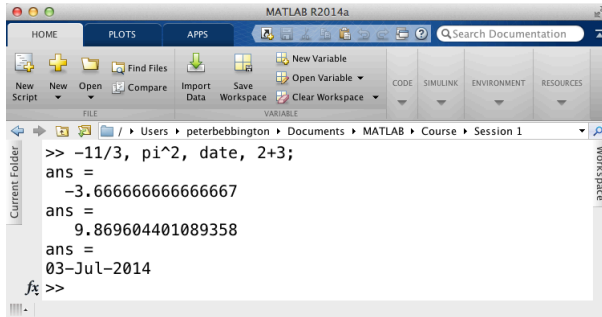 MATLAB R2014a
HOME PLOTS APPS Search Documentation
New Script New Open Find Files Compare Import Data Save Workspace New Variable Open Variable Clear Workspace CODE SIMULINK ENVIRONMENT RESOURCES
FILE VARIABLE
/ Users peterbebbington Documents MATLAB Course Session 1
Current Folder
Workspace
>> -11/3, pi^2, date, 2+3;
ans =
-3.666666666666667
ans =
9.869604401089358
ans =
03-Jul-2014
fx >>